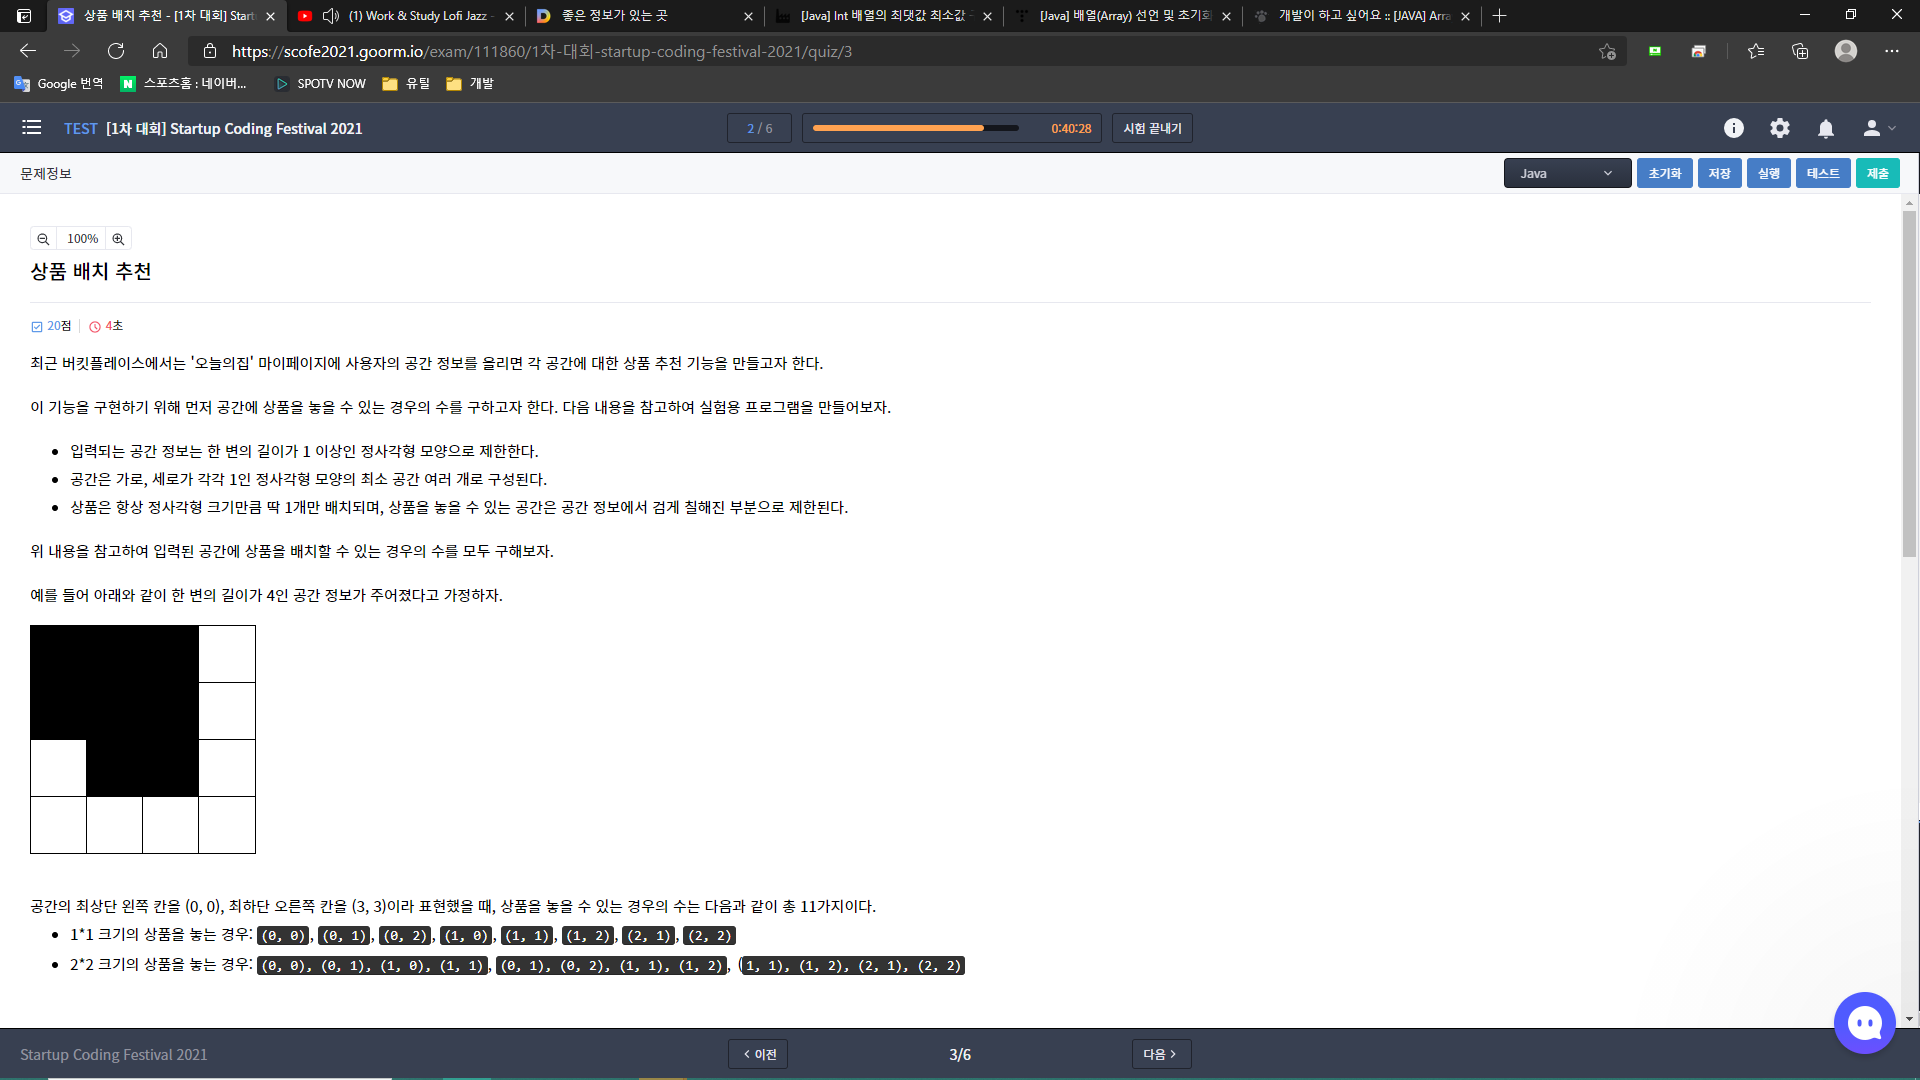 상품 배치 추천 - [1차 대회] Start
(1) Work & Study Lofi Jazz -
좋은 정보가 있는 곳
[Java] Int 배열의 최댓값 최소값
[Java] 배열(Array) 선언 및 초기화
개발이 하고 싶어요 :: [JAVA] Arra
https://scofe2021.goorm.io/exam/111860/1차-대회-startup-coding-festival-2021/quiz/3
Google 번역
스포츠홈 : 네이버...
SPOTV NOW
유틸
개발
TEST [1차 대회] Startup Coding Festival 2021
2 / 6
0:40:28
시험 끝내기
문제정보
Java
초기화
저장
실행
테스트
제출
100%
상품 배치 추천
20점
4초
최근 버킷플레이스에서는 '오늘의집' 마이페이지에 사용자의 공간 정보를 올리면 각 공간에 대한 상품 추천 기능을 만들고자 한다.
이 기능을 구현하기 위해 먼저 공간에 상품을 놓을 수 있는 경우의 수를 구하고자 한다. 다음 내용을 참고하여 실험용 프로그램을 만들어보자.
• 입력되는 공간 정보는 한 변의 길이가 1 이상인 정사각형 모양으로 제한한다.
• 공간은 가로, 세로가 각각 1인 정사각형 모양의 최소 공간 여러 개로 구성된다.
• 상품은 항상 정사각형 크기만큼 딱 1개만 배치되며, 상품을 놓을 수 있는 공간은 공간 정보에서 검게 칠해진 부분으로 제한된다.
위 내용을 참고하여 입력된 공간에 상품을 배치할 수 있는 경우의 수를 모두 구해보자.
예를 들어 아래와 같이 한 변의 길이가 4인 공간 정보가 주어졌다고 가정하자.
공간의 최상단 왼쪽 칸을 (0, 0), 최하단 오른쪽 칸을 (3, 3)이라 표현했을 때, 상품을 놓을 수 있는 경우의 수는 다음과 같이 총 11가지이다.
• 1*1 크기의 상품을 놓는 경우: (0, 0), (0, 1), (0, 2), (1, 0), (1, 1), (1, 2), (2, 1), (2, 2)
• 2*2 크기의 상품을 놓는 경우: (0, 0), (0, 1), (1, 0), (1, 1), (0, 1), (0, 2), (1, 1), (1, 2), (1, 1), (1, 2), (2, 1), (2, 2)
Startup Coding Festival 2021
이전
3/6
다음